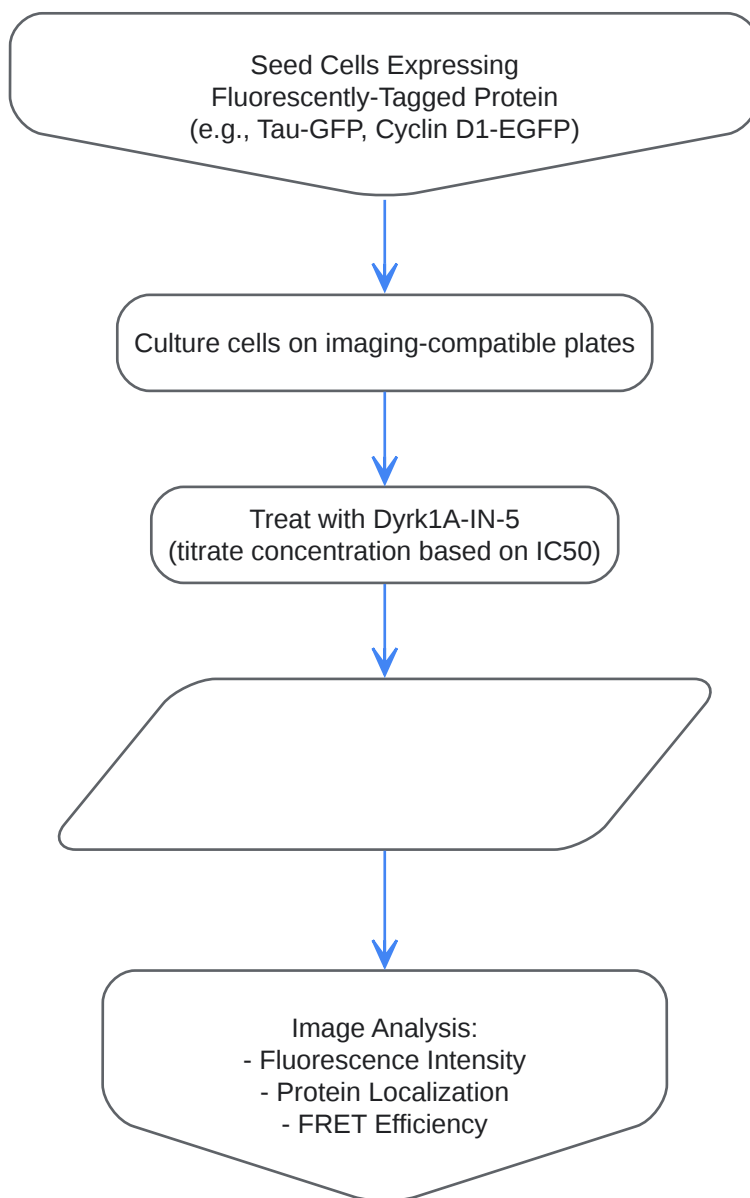 Seed Cells Expressing
Fluorescently-Tagged Protein
(e.g., Tau-GFP, Cyclin D1-EGFP)
Culture cells on imaging-compatible plates
Treat with Dyrk1A-IN-5
(titrate concentration based on IC50)
Image Analysis:
- Fluorescence Intensity
- Protein Localization
- FRET Efficiency